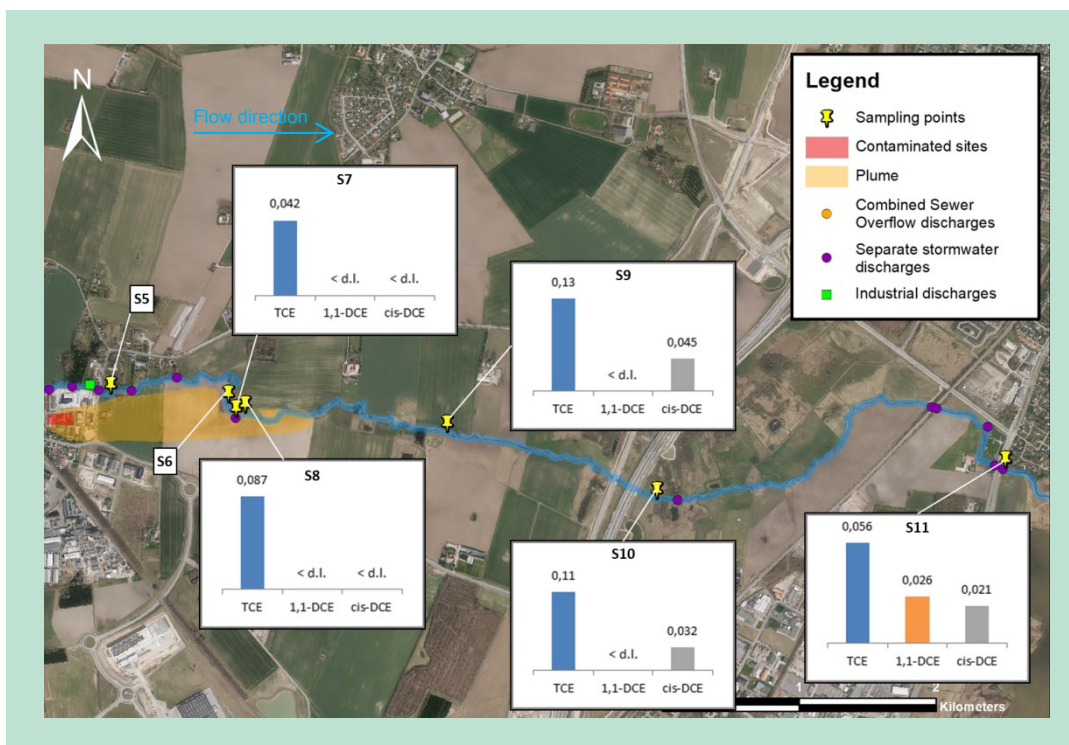 N
Flow direction
Legend
Sampling points
Contaminated sites
Plume
Combined Sewer
Overflow discharges
Separate stormwater
discharges
Industrial discharges
S5
S6
S7
0,042
< d.l.
< d.l.
TCE
1,1-DCE
cis-DCE
S8
0,087
< d.l.
< d.l.
TCE
1,1-DCE
cis-DCE
S9
0,13
< d.l.
0,045
TCE
1,1-DCE
cis-DCE
S10
0,11
< d.l.
0,032
TCE
1,1-DCE
cis-DCE
S11
0,056
0,026
0,021
TCE
1,1-DCE
cis-DCE
1
2
Kilometers